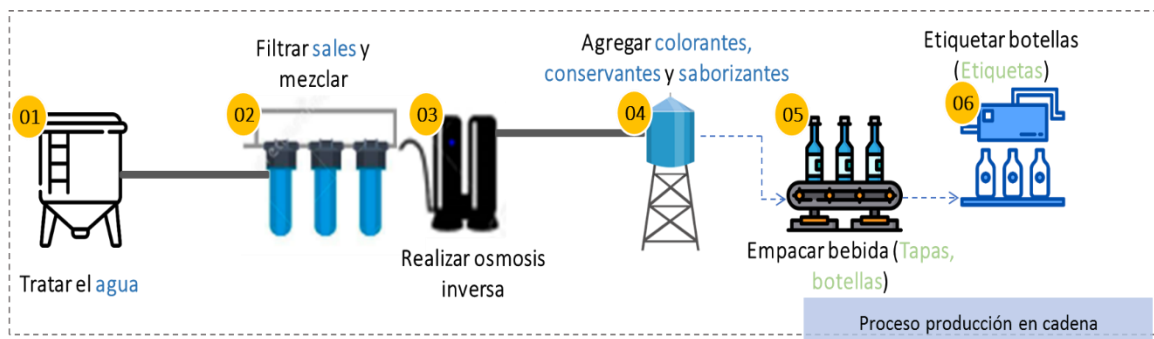 01
Tratar el agua
02
Filtrar sales y
mezclar
03
Realizar osmosis
inversa
04
Agregar colorantes,
conservantes y saborizantes
05
Empacar bebida (Tapas,
botellas)
06
Etiquetar botellas
(Etiquetas)
Proceso producción en cadena